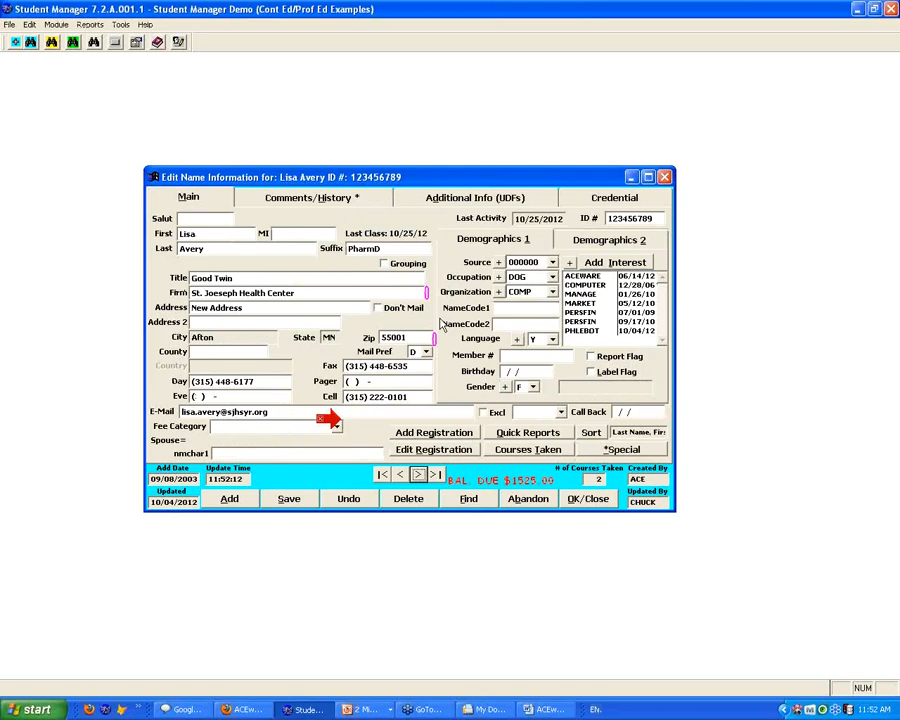 Student Manager 7.2.A.001.1 - Student Manager Demo (Cont Ed/Prof Ed Examples)
File Edit Module Reports Tools Help
Edit Name Information for: Lisa Avery ID #: 123456789
Main Comments/History * Additional Info (UDFs) Credential
Salut Last Activity 10/25/2012 ID # 123456789
First Lisa MI Last Class: 10/25/12 Demographics 1 Demographics 2
Last Avery Suffix PharmD
Grouping Source + 000000 + Add Interest
Title Good Twin Occupation + DOG
Firm St. Joeseph Health Center Organization + COMP
Address New Address Don't Mail NameCode1
Address 2 NameCode2
ACEWARE 06/14/12
COMPUTER 12/28/06
MANAGE 01/26/10
MARKET 05/12/10
PERSFIN 07/01/09
PERSFIN 09/17/10
PHLEBOT 10/04/12
City Afton State MN Zip 55001 Language + Y
County Mail Pref D Member # Report Flag
Country Fax (315) 448-6535 Birthday / / Label Flag
Day (315) 448-6177 Pager ( ) - Gender + F
Eve ( ) - Cell (315) 222-0101
E-Mail lisa.avery@sjhsyr.org Excl Call Back / /
Fee Category Add Registration Quick Reports Sort Last Name, Firs
Spouse= Edit Registration Courses Taken *Special
nmchar1
Add Date Update Time # of Courses Taken Created By
09/08/2003 11:52:12 |< < > >| BAL. DUE $1525.00 2 ACE
Updated Add Save Undo Delete Find Abandon OK/Close Updated By
10/04/2012 CHUCK
NUM
start Googl... ACEw... Stude... 2 Mi... GoTo... My Do... ACEw... EN. 11:52 AM